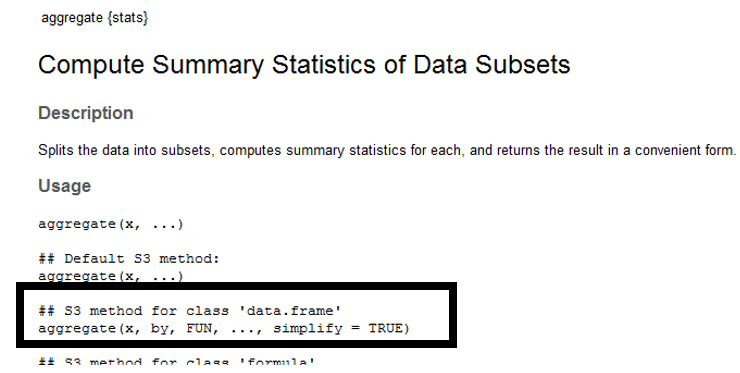 aggregate {stats}
Compute Summary Statistics of Data Subsets
Description
Splits the data into subsets, computes summary statistics for each, and returns the result in a convenient form.
Usage
aggregate(x, ...)
## Default S3 method:
aggregate(x, ...)
## S3 method for class 'data.frame'
aggregate(x, by, FUN, ..., simplify = TRUE)
## S3 method for class 'formula'